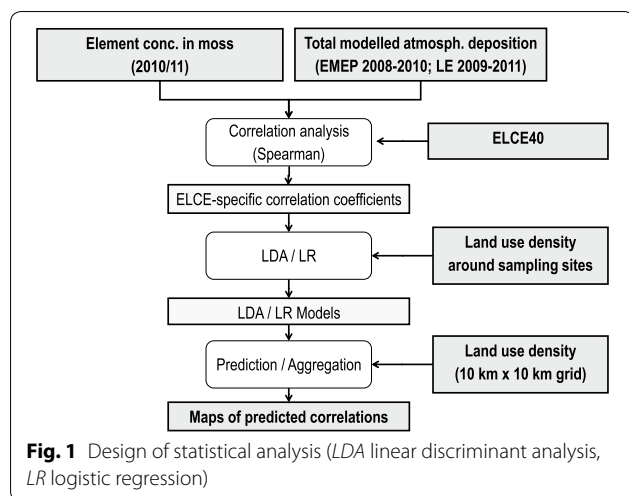 Element conc. in moss
(2010/11)
Total modelled atmosph. deposition
(EMEP 2008-2010; LE 2009-2011)
Correlation analysis
(Spearman)
ELCE40
ELCE-specific correlation coefficients
LDA / LR
Land use density
around sampling sites
LDA / LR Models
Prediction / Aggregation
Land use density
(10 km x 10 km grid)
Maps of predicted correlations
Fig. 1 Design of statistical analysis (LDA linear discriminant analysis,
LR logistic regression)